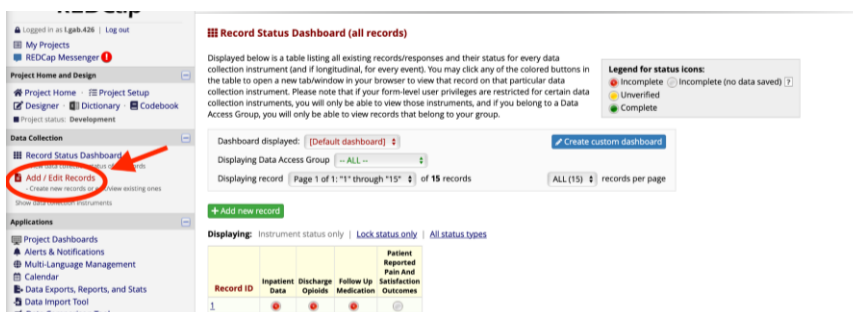 REDCap
Logged in as l.gab.426 | Log out
My Projects
REDCap Messenger
Project Home and Design
Project Home · Project Setup
Designer · Dictionary · Codebook
Project status: Development
Data Collection
Record Status Dashboard
Add / Edit Records
- Create new records or edit/view existing ones
Show data collection instruments
Applications
Project Dashboards
Alerts & Notifications
Multi-Language Management
Calendar
Data Exports, Reports, and Stats
Data Import Tool
Record Status Dashboard (all records)
Displayed below is a table listing all existing records/responses and their status for every
data collection instrument (and if longitudinal, for every event). You may click any of the colored buttons in
the table to open a new tab/window in your browser to view that record on that particular data
collection instrument. Please note that if your form-level user privileges are restricted for certain data
collection instruments, you will only be able to view those instruments, and if you belong to a Data
Access Group, you will only be able to view records that belong to your group.
Legend for status icons:
Incomplete Incomplete (no data saved) ?
Unverified
Complete
Dashboard displayed: [Default dashboard]
Create custom dashboard
Displaying Data Access Group -- ALL --
Displaying record Page 1 of 1: "1" through "15" of 15 records
ALL (15) records per page
+ Add new record
Displaying: Instrument status only | Lock status only | All status types
Record ID
Inpatient Data
Discharge Opioids
Follow Up Medication
Patient Reported Pain And Satisfaction Outcomes
1